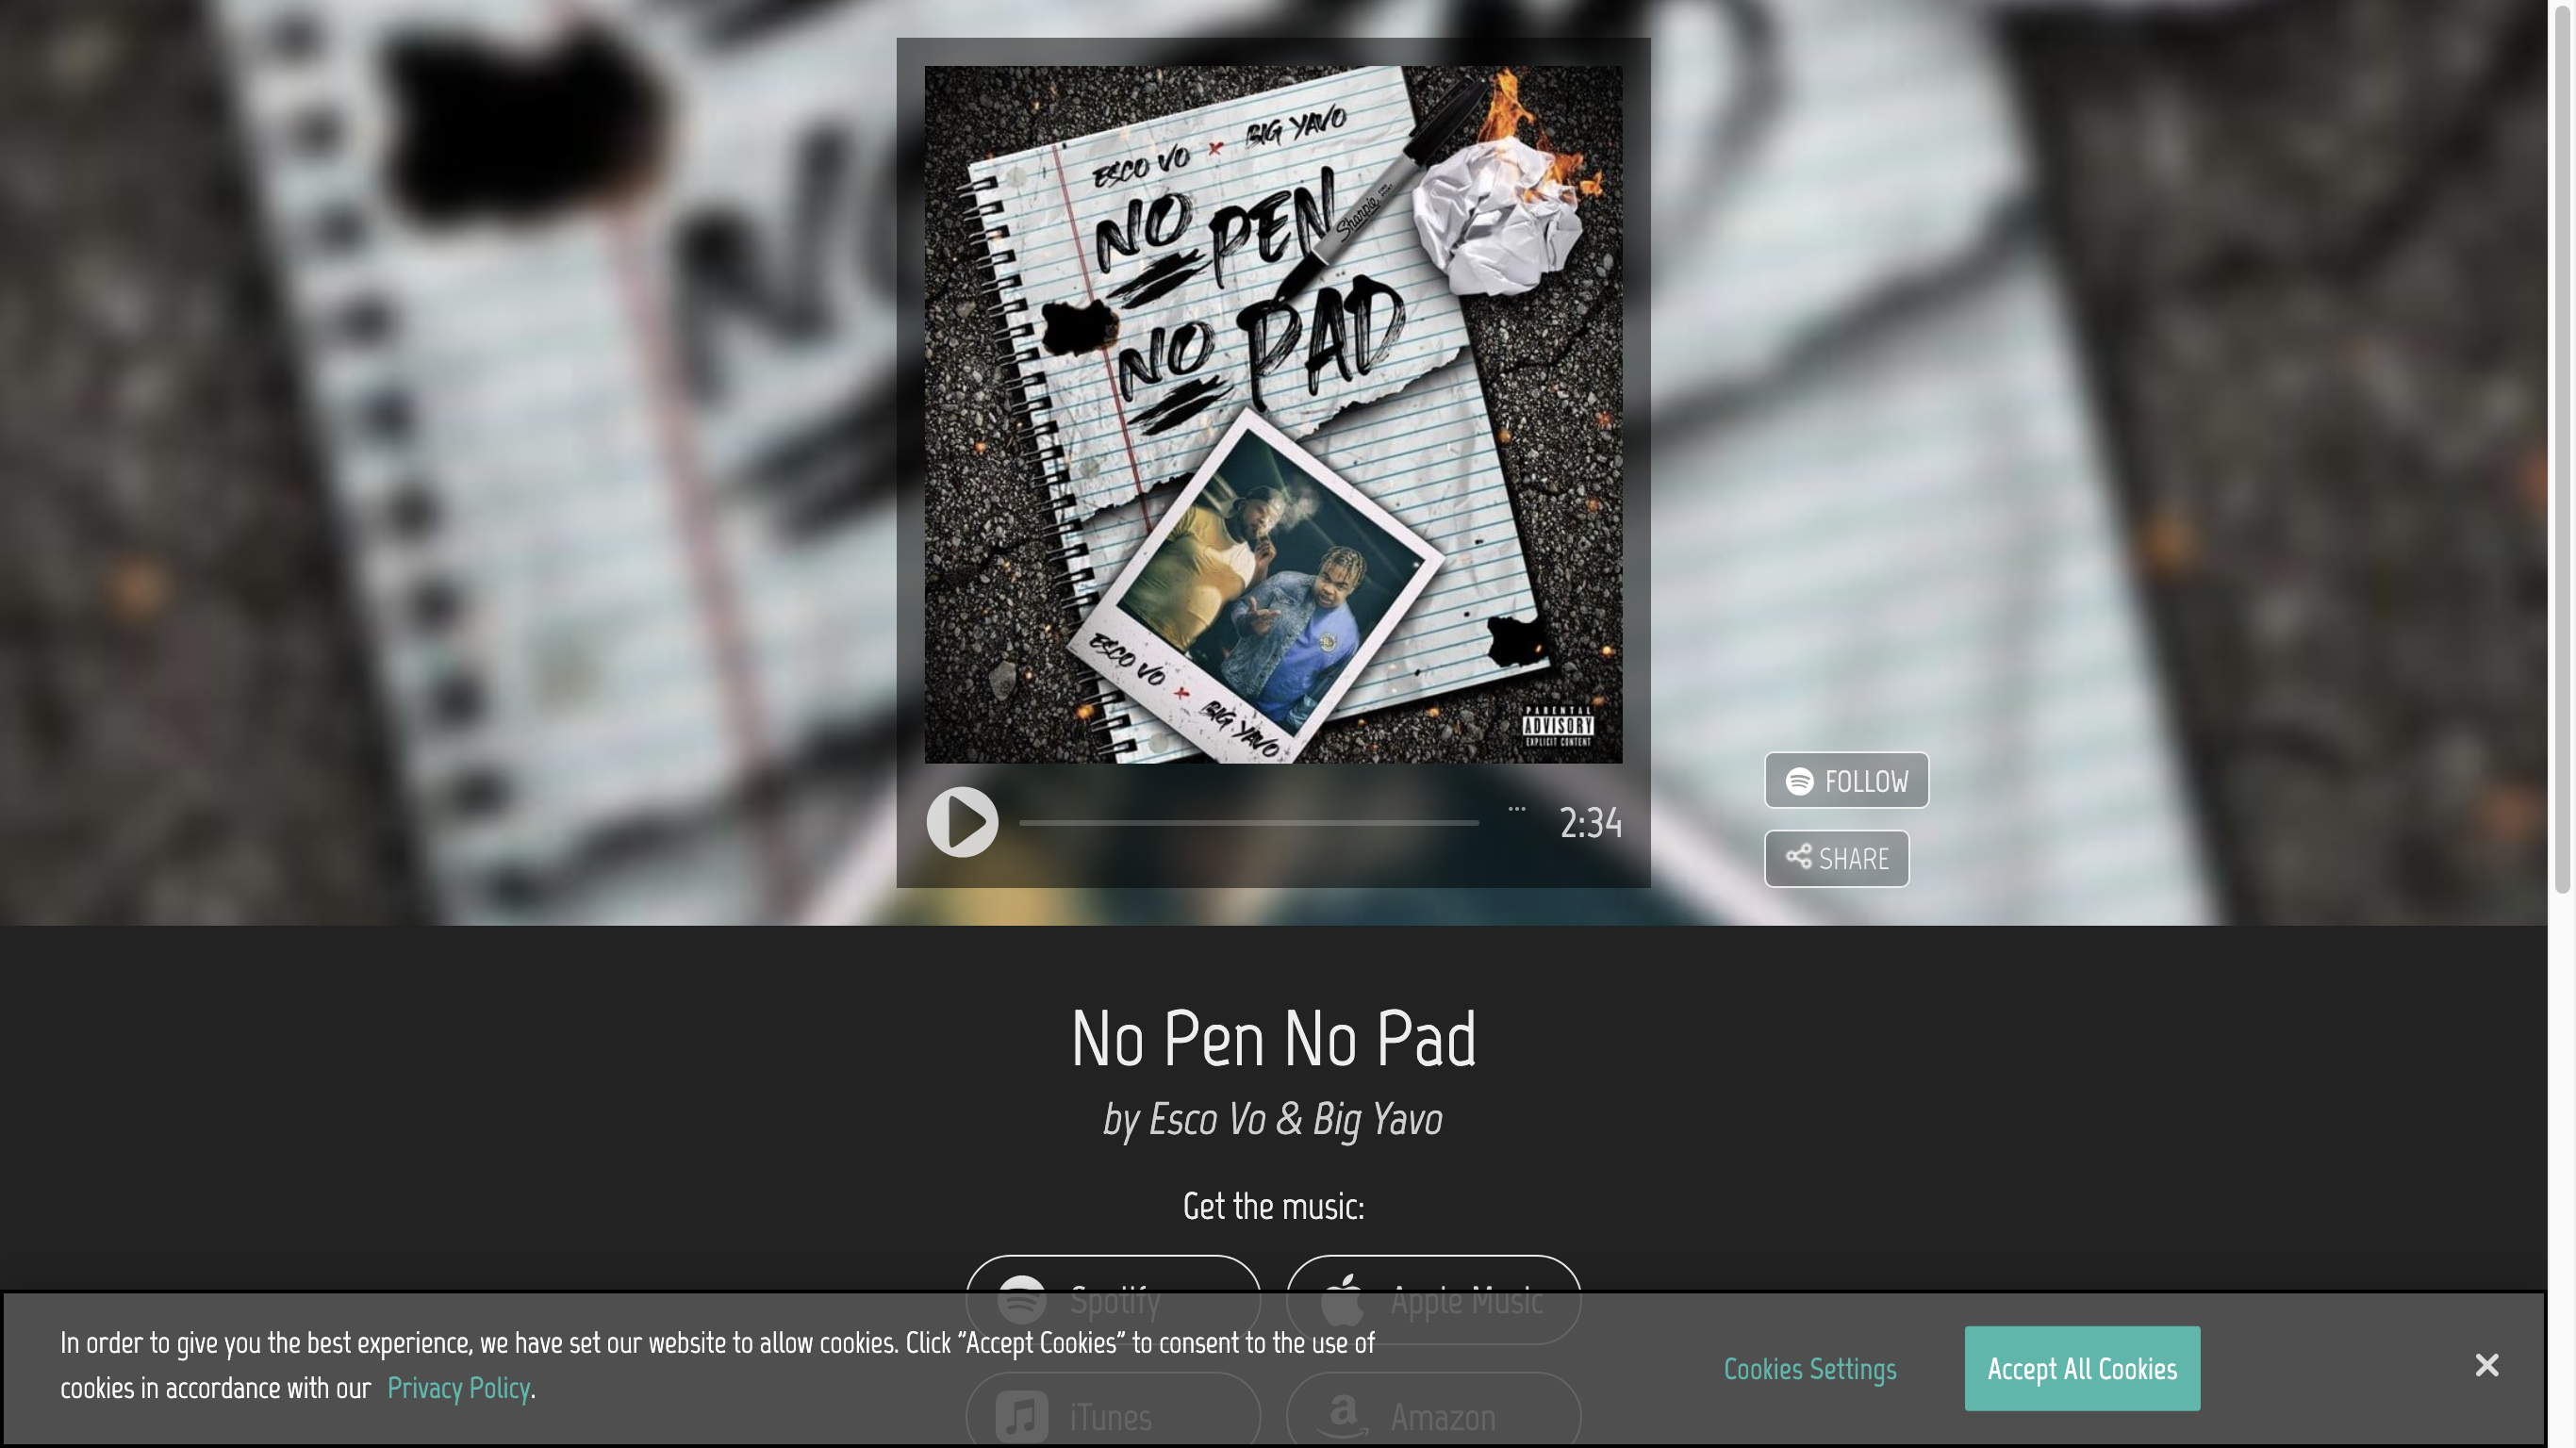 ESCO VO x BIG YAVO
NO PEN
Sharpie
NO PAD
ESCO VO x BIG YAVO
PARENTAL
ADVISORY
EXPLICIT CONTENT
2:34
FOLLOW
SHARE
No Pen No Pad
by Esco Vo & Big Yavo
Get the music:
Spotify Apple Music
In order to give you the best experience, we have set our website to allow cookies. Click “Accept Cookies” to consent to the use of
cookies in accordance with our Privacy Policy.
Cookies Settings
Accept All Cookies
iTunes Amazon